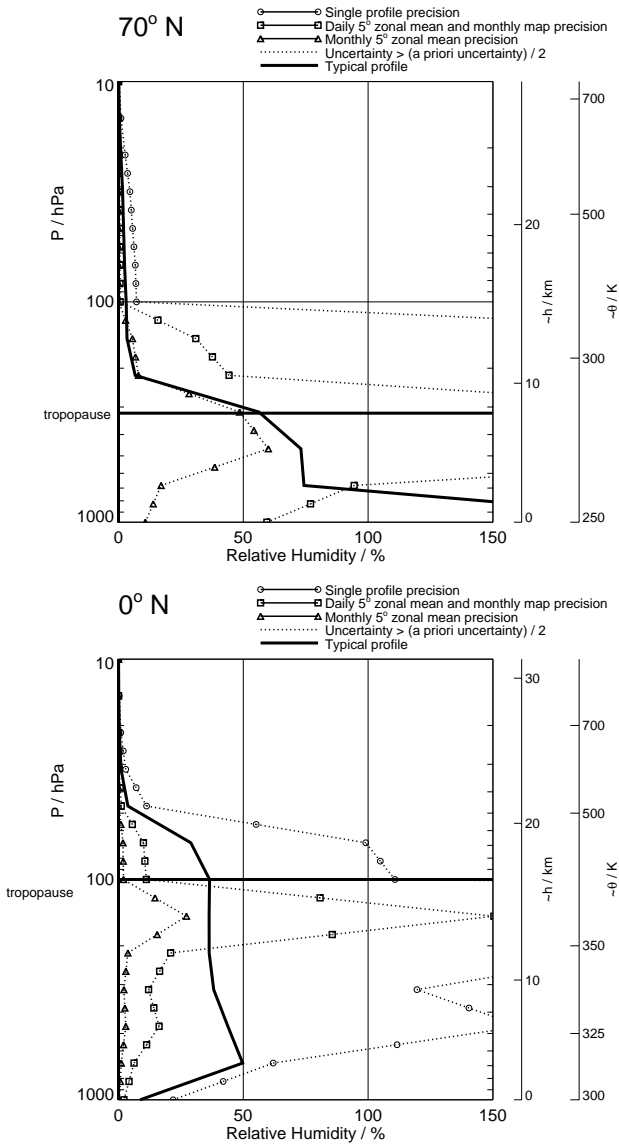 70° N
Single profile precision
Daily 5° zonal mean and monthly map precision
Monthly 5° zonal mean precision
Uncertainty > (a priori uncertainty) / 2
Typical profile
10
100
tropopause
1000
P / hPa
0 50 100 150
Relative Humidity / %
20
10
0
~h / km
700
500
300
250
~θ / K
0° N
Single profile precision
Daily 5° zonal mean and monthly map precision
Monthly 5° zonal mean precision
Uncertainty > (a priori uncertainty) / 2
Typical profile
10
100
tropopause
1000
P / hPa
0 50 100 150
Relative Humidity / %
30
20
10
0
~h / km
700
500
350
325
300
~θ / K